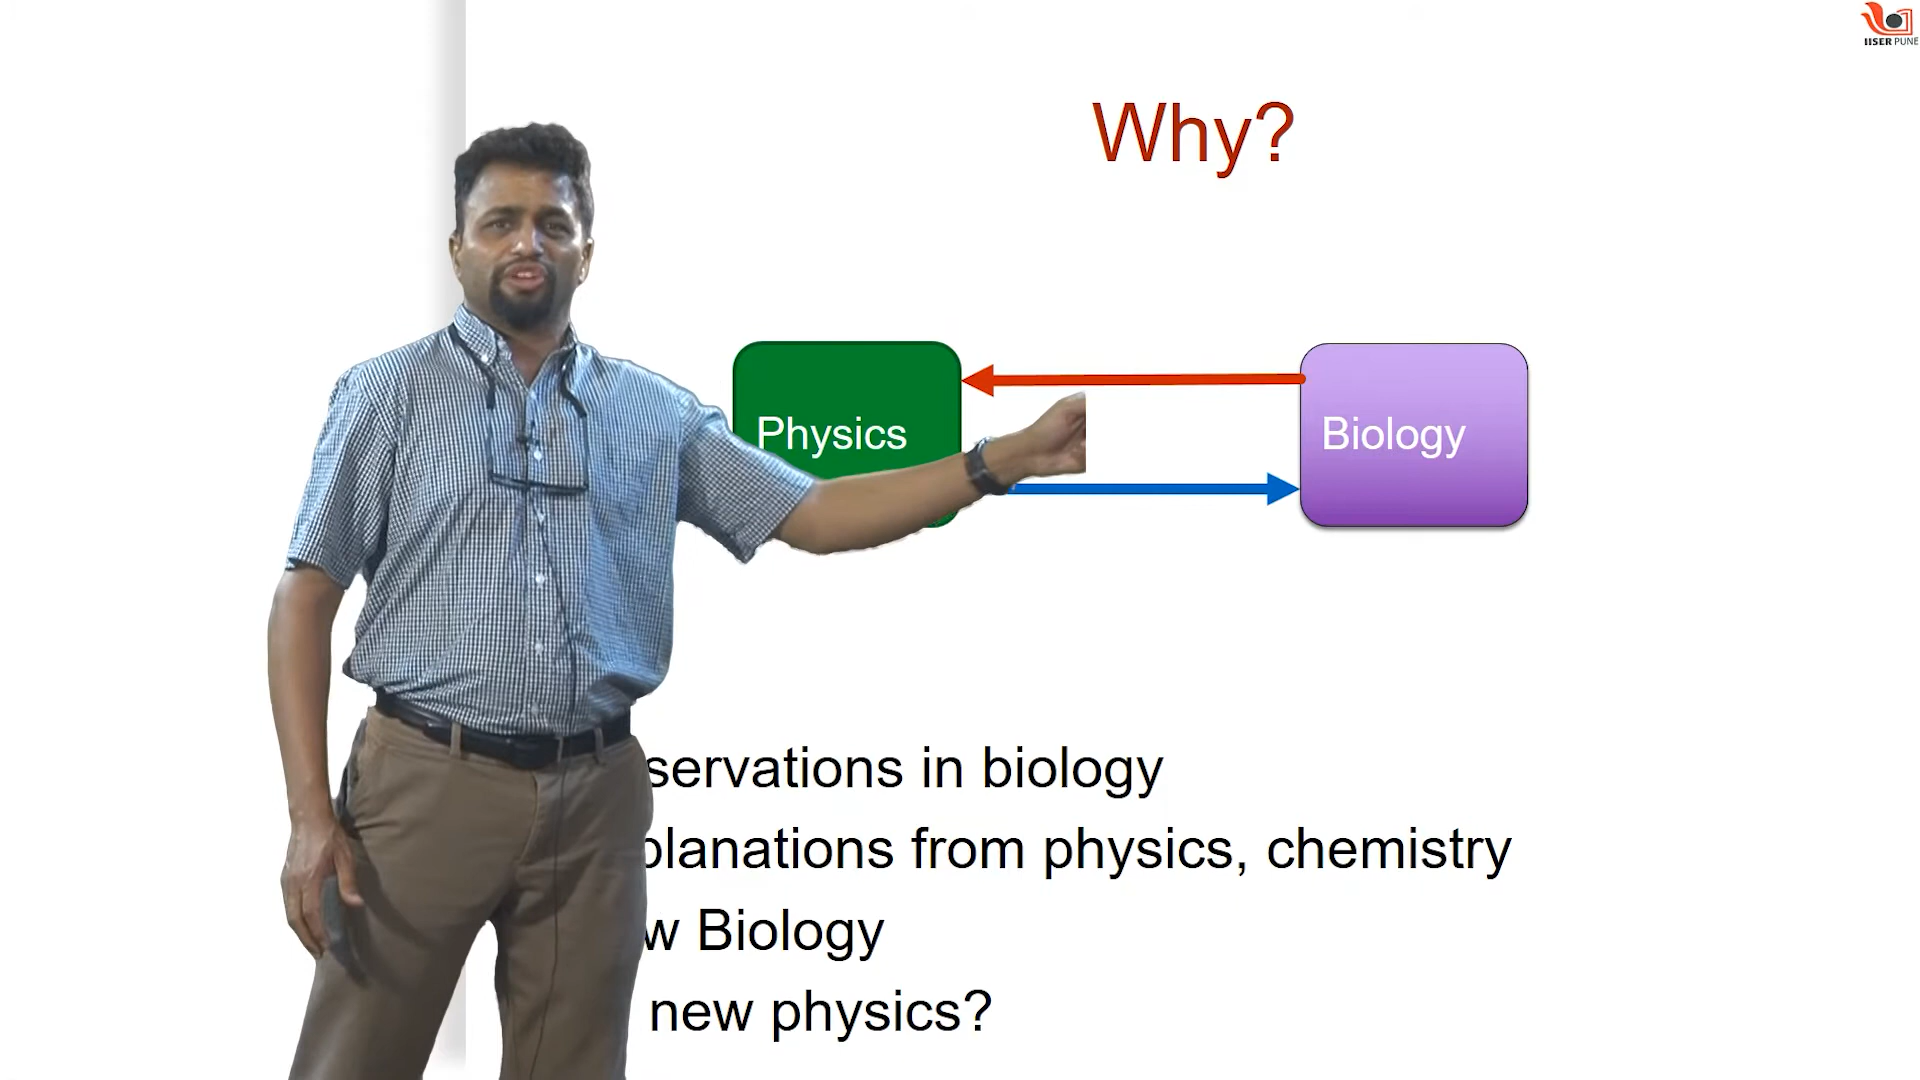 IISER PUNE
Why?
Physics
Biology
servations in biology
planations from physics, chemistry
w Biology
new physics?